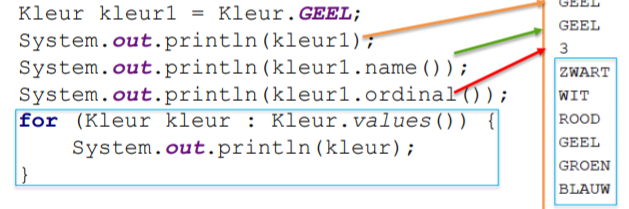 Kleur kleur1 = Kleur.GEEL;
System.out.println(kleur1);
System.out.println(kleur1.name());
System.out.println(kleur1.ordinal());
for (Kleur kleur : Kleur.values()) {
System.out.println(kleur);
}
GEEL
GEEL
3
ZWART
WIT
ROOD
GEEL
GROEN
BLAUW